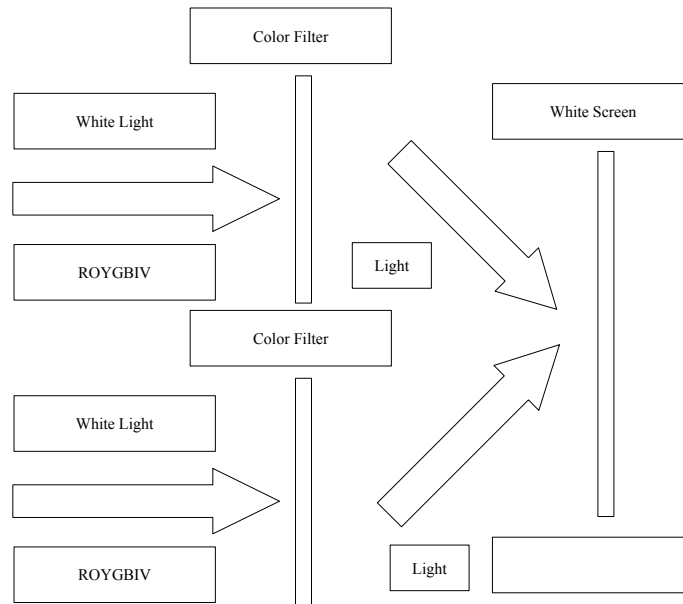 Color Filter
White Light
White Screen
ROYGBIV
Light
Color Filter
White Light
ROYGBIV
Light